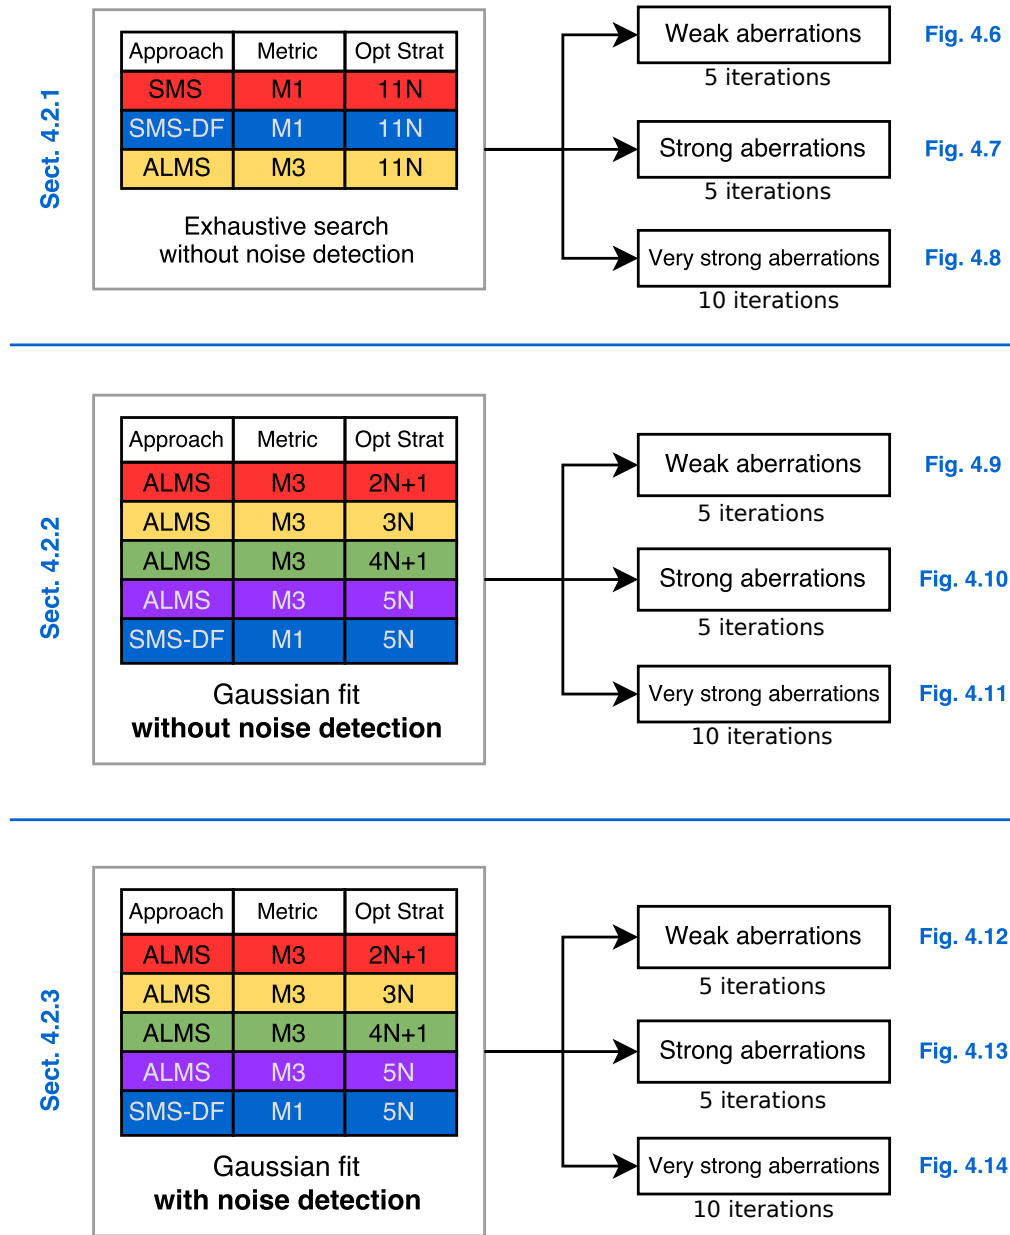 Sect. 4.2.1
Approach Metric Opt Strat
SMS M1 11N
SMS-DF M1 11N
ALMS M3 11N
Exhaustive search
without noise detection
Weak aberrations Fig. 4.6
5 iterations
Strong aberrations Fig. 4.7
5 iterations
Very strong aberrations Fig. 4.8
10 iterations
Sect. 4.2.2
Approach Metric Opt Strat
ALMS M3 2N+1
ALMS M3 3N
ALMS M3 4N+1
ALMS M3 5N
SMS-DF M1 5N
Gaussian fit
without noise detection
Weak aberrations Fig. 4.9
5 iterations
Strong aberrations Fig. 4.10
5 iterations
Very strong aberrations Fig. 4.11
10 iterations
Sect. 4.2.3
Approach Metric Opt Strat
ALMS M3 2N+1
ALMS M3 3N
ALMS M3 4N+1
ALMS M3 5N
SMS-DF M1 5N
Gaussian fit
with noise detection
Weak aberrations Fig. 4.12
5 iterations
Strong aberrations Fig. 4.13
5 iterations
Very strong aberrations Fig. 4.14
10 iterations